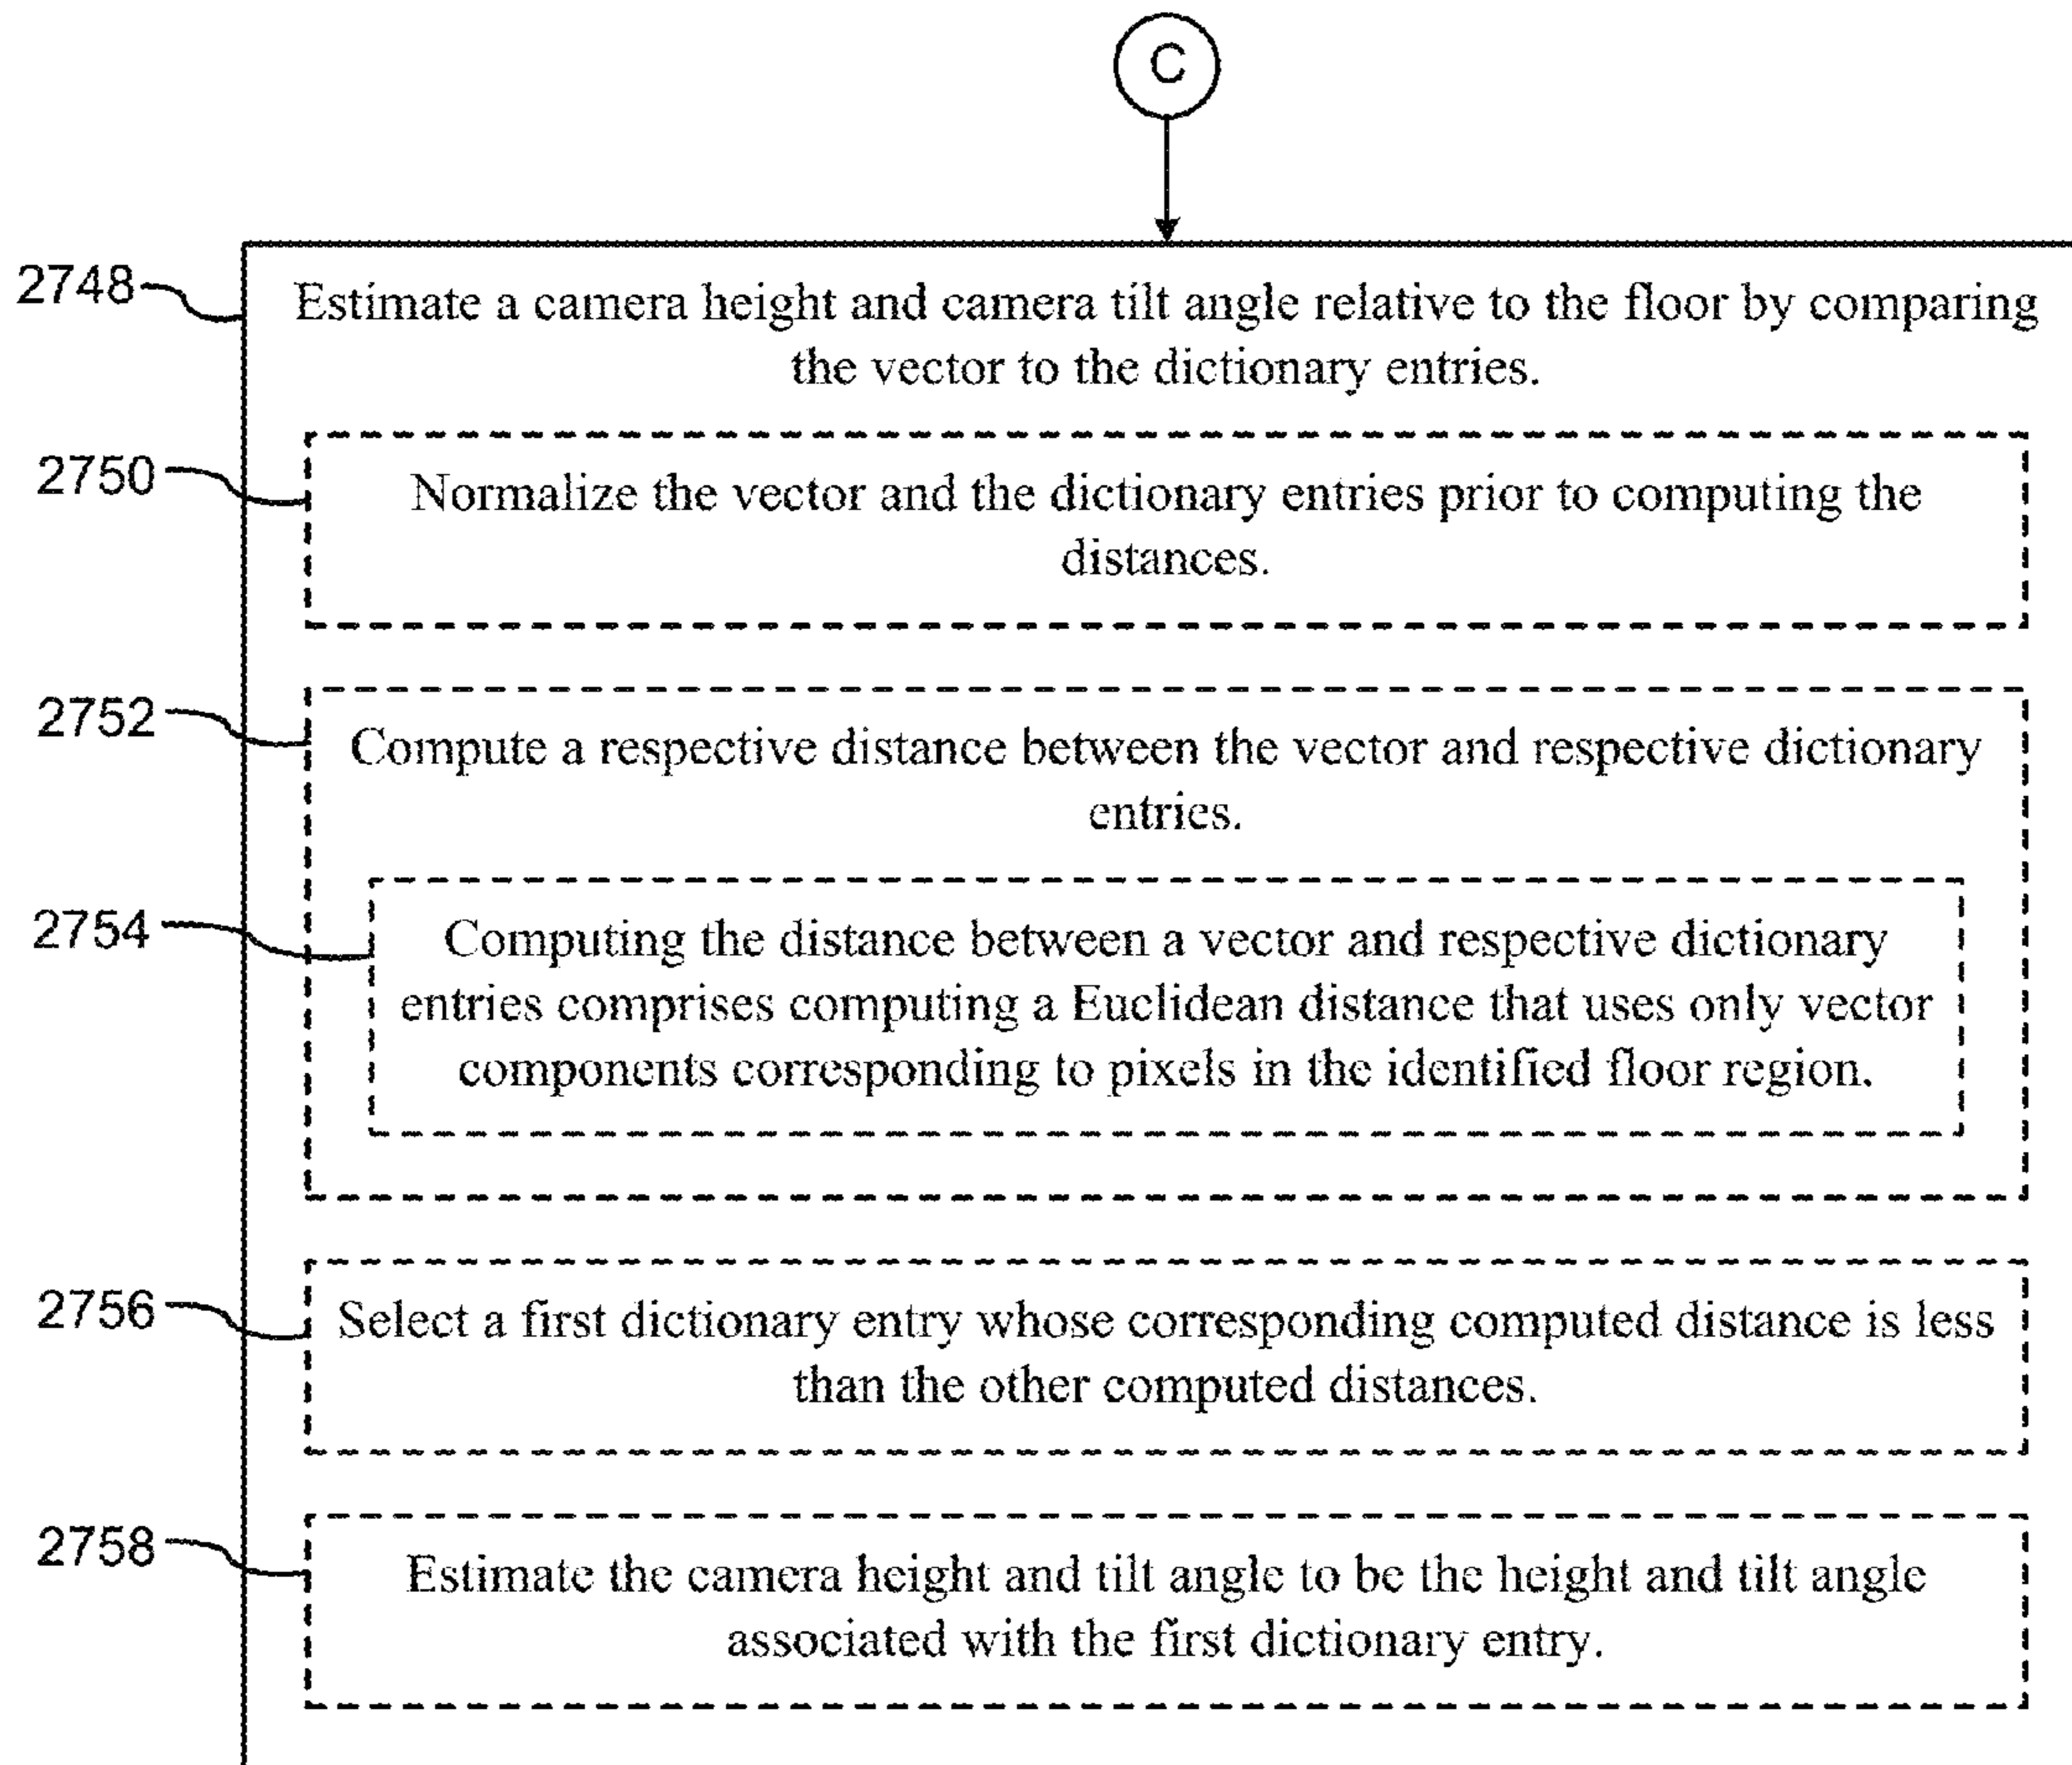 C
2748
Estimate a camera height and camera tilt angle relative to the floor by comparing
the vector to the dictionary entries.
2750
Normalize the vector and the dictionary entries prior to computing the
distances.
2752
Compute a respective distance between the vector and respective dictionary
entries.
2754
Computing the distance between a vector and respective dictionary
entries comprises computing a Euclidean distance that uses only vector
components corresponding to pixels in the identified floor region.
2756
Select a first dictionary entry whose corresponding computed distance is less
than the other computed distances.
2758
Estimate the camera height and tilt angle to be the height and tilt angle
associated with the first dictionary entry.